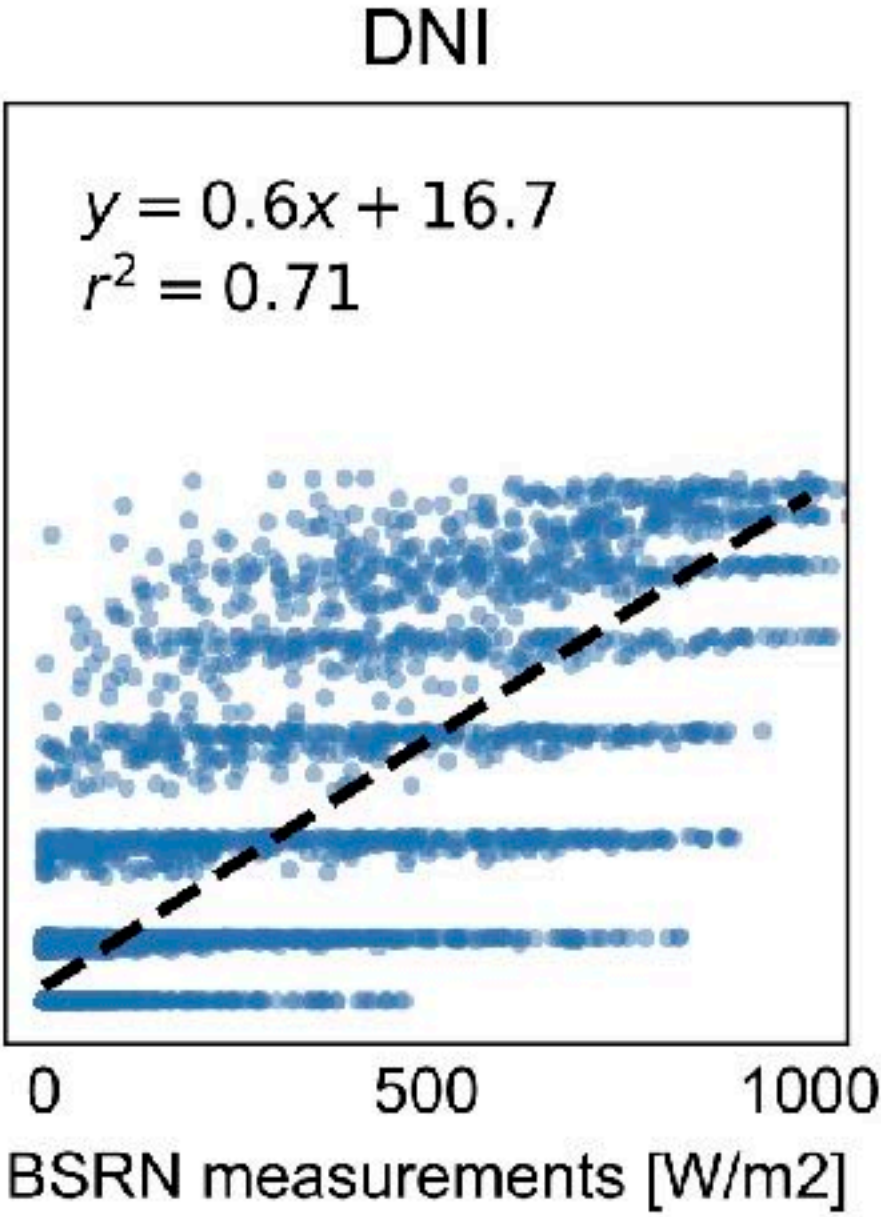 DNI
y = 0.6x + 16.7
r² = 0.71
0 500 1000
BSRN measurements [W/m2]